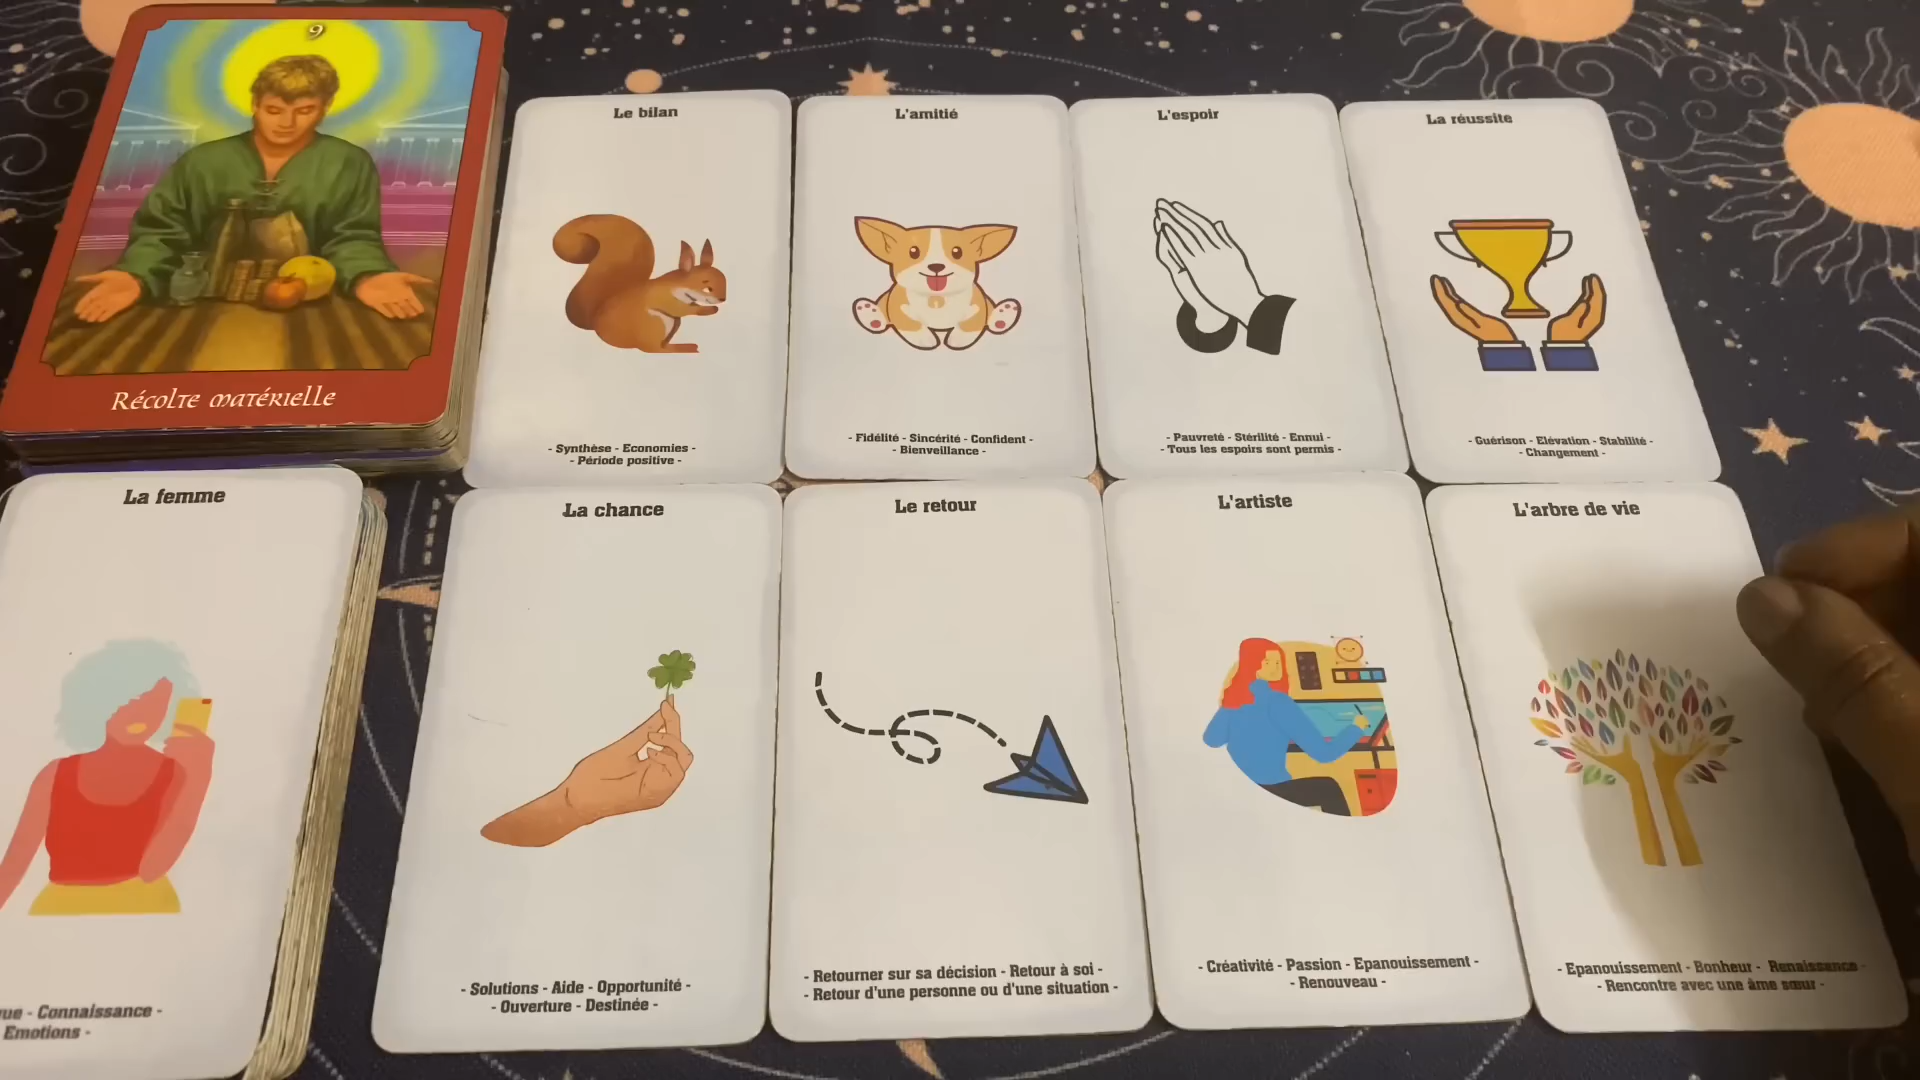 9
Récolte matérielle
Le bilan
- Synthèse - Economies -
- Période positive -
L'amitié
- Fidélité - Sincérité - Confident -
- Bienveillance -
L'espoir
- Pauvreté - Stérilité - Ennui -
- Tous les espoirs sont permis -
La réussite
- Guérison - Elévation - Stabilité -
- Changement -
La femme
- Connaissance -
Emotions -
La chance
- Solutions - Aide - Opportunité -
- Ouverture - Destinée -
Le retour
- Retourner sur sa décision - Retour à soi -
- Retour d'une personne ou d'une situation -
L'artiste
- Créativité - Passion - Epanouissement -
- Renouveau -
L'arbre de vie
- Epanouissement - Bonheur - Renaissance -
- Rencontre avec une âme sœur -